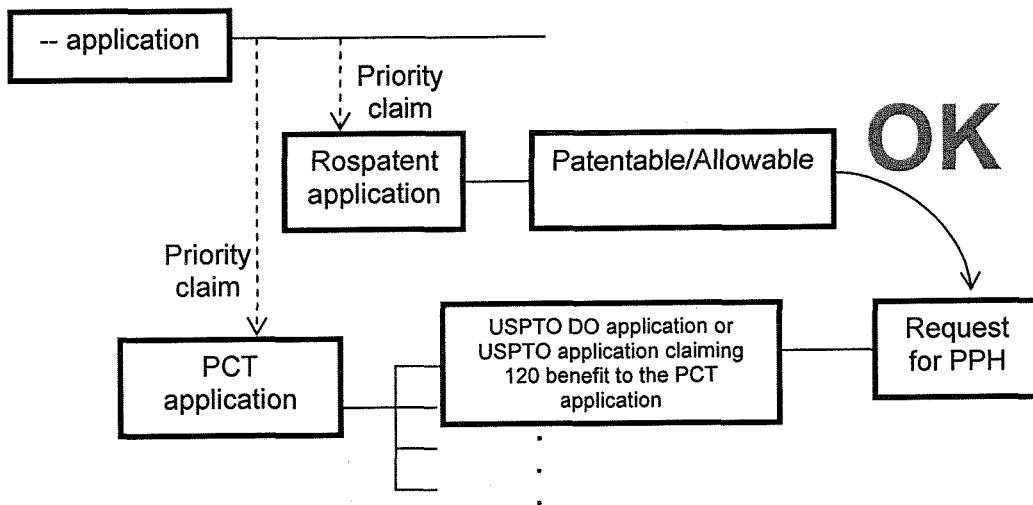 -- application
Priority
claim
OK
Rospatent
application
Patentable/Allowable
Priority
claim
PCT
application
USPTO DO application or
USPTO application claiming
120 benefit to the PCT
application
Request
for PPH